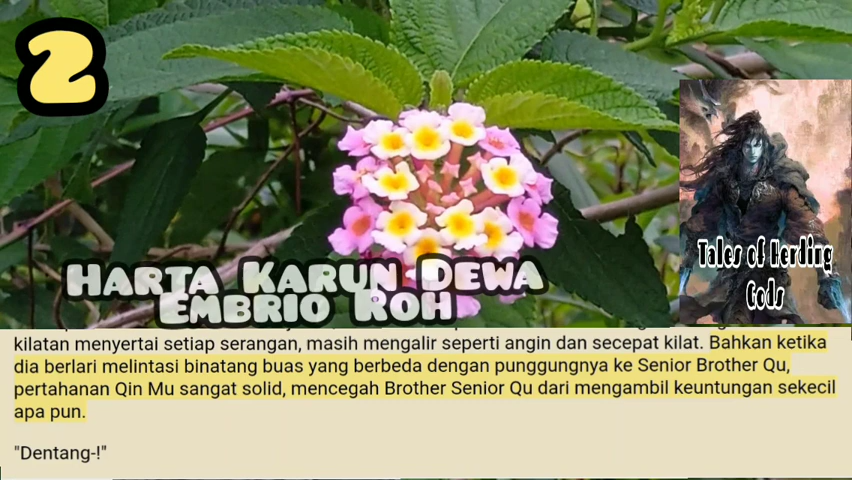 2
Tales of Herding
Gods
Harta Karun Dewa
Embrio Roh
kilatan menyertai setiap serangan, masih mengalir seperti angin dan secepat kilat. Bahkan ketika
dia berlari melintasi binatang buas yang berbeda dengan punggungnya ke Senior Brother Qu,
pertahanan Qin Mu sangat solid, mencegah Brother Senior Qu dari mengambil keuntungan sekecil
apa pun.
"Dentang-!"